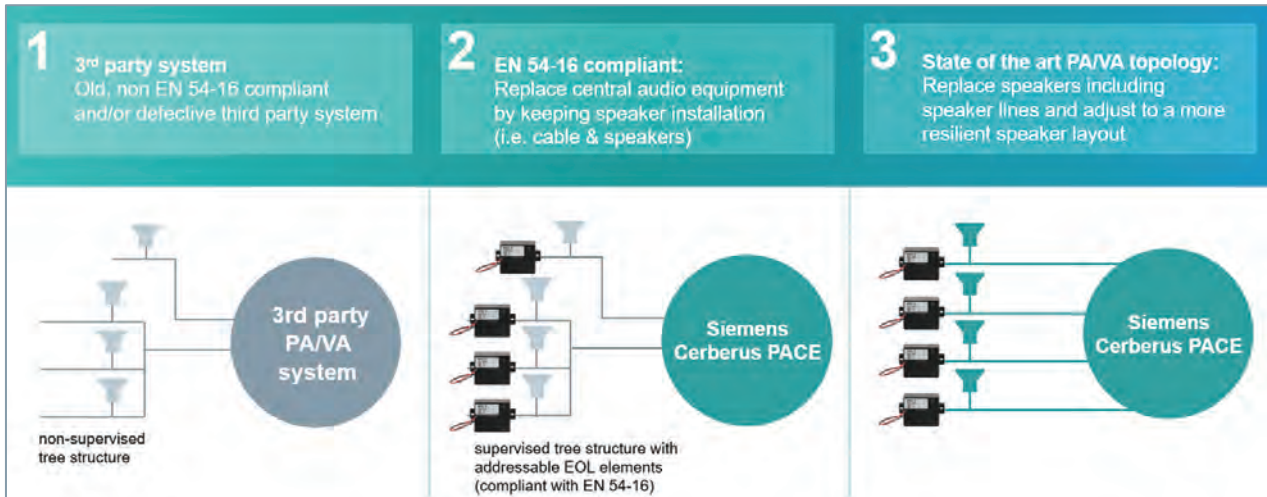 1
3rd party system
Old, non EN 54-16 compliant
and/or defective third party system
2
EN 54-16 compliant:
Replace central audio equipment
by keeping speaker installation
(i.e. cable & speakers)
3
State of the art PA/VA topology:
Replace speakers including
speaker lines and adjust to a more
resilient speaker layout
3rd party
PA/VA
system
non-supervised
tree structure
Siemens
Cerberus PACE
supervised tree structure with
addressable EOL elements
(compliant with EN 54-16)
Siemens
Cerberus PACE